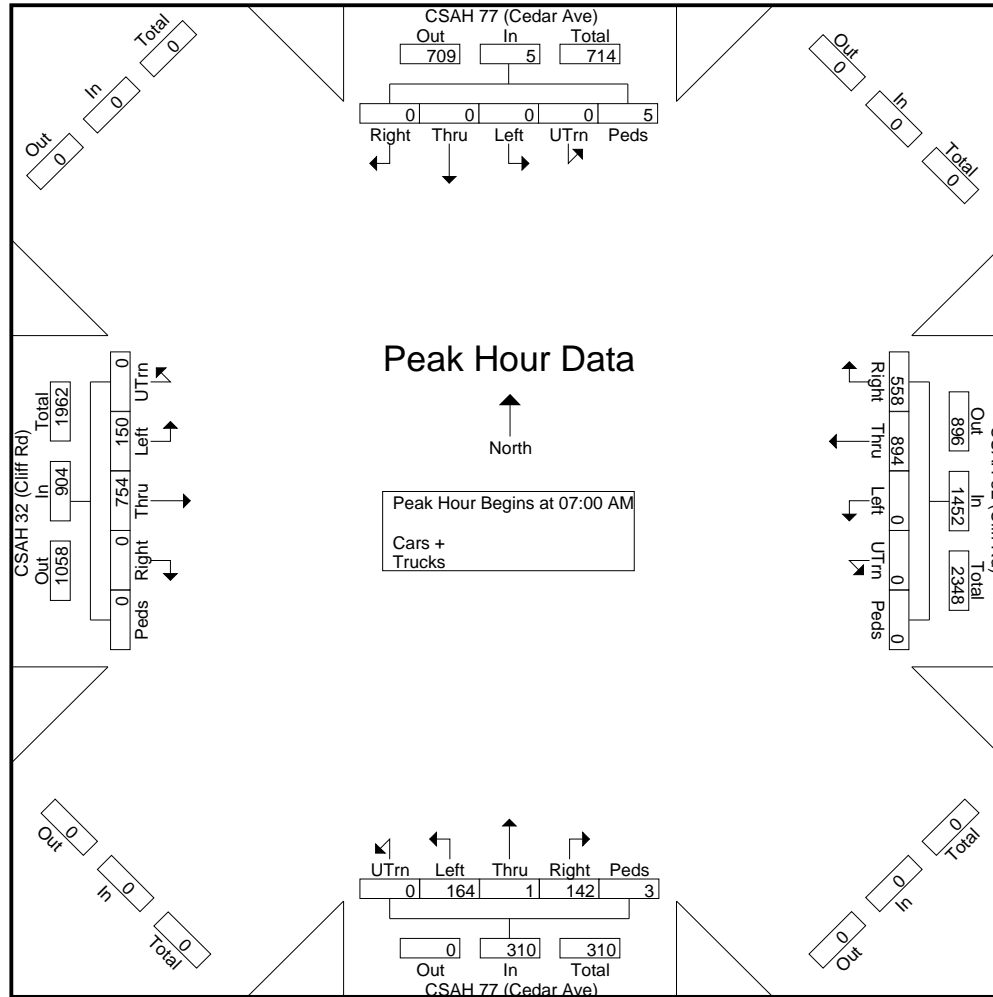 CSAH 77 (Cedar Ave)
Out In Total
709 5 714
0 0 0 0 5
Right Thru Left UTrn Peds
Total
0
In
0
Out
0
Out
0
In
0
Total
0
Peak Hour Data
North
Peak Hour Begins at 07:00 AM
Cars +
Trucks
CSAH 32 (Cliff Rd)
Out In Total
1058 904 1962
0 0 754 150 0
Peds Right Thru Left UTrn
Out In Total
896 1452 2348
558 894 0 0 0
Right Thru Left UTrn Peds
Out
0
In
0
Total
0
UTrn Left Thru Right Peds
0 164 1 142 3
0 310 310
Out In Total
CSAH 77 (Cedar Ave)
Total
0
In
0
Out
0